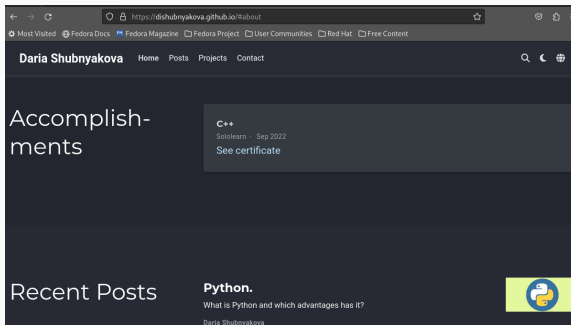 https://dishubnyakova.github.io/#about
Most Visited Fedora Docs Fedora Magazine Fedora Project User Communities Red Hat Free Content
Daria Shubnyakova Home Posts Projects Contact
Accomplish-
ments
C++
Sololearn - Sep 2022
See certificate
Recent Posts
Python.
What is Python and which advantages has it?
Daria Shubnyakova